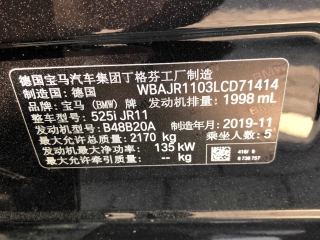 德国宝马汽车集团丁格芬工厂制造
制造国：德国 WBAJR1103LCD71414
品牌：宝马 (BMW) 牌 发动机排量：1998 mL
整车型号：525i JR11
发动机型号：B48B20A 制造年月：2019-11
最大允许总质量：2170 kg 乘坐人数：5
发动机最大净功率：135 kW
最大允许牵引质量：